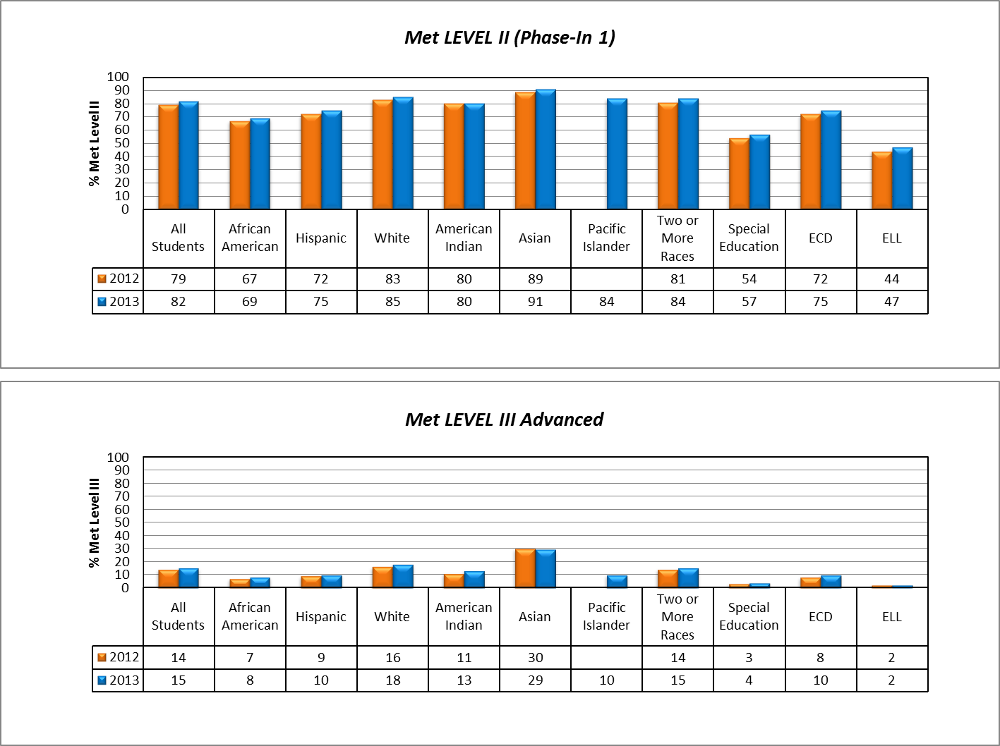 Met LEVEL II (Phase-In 1)
% Met Level II
100
90
80
70
60
50
40
30
20
10
0
All Students African American Hispanic White American Indian Asian Pacific Islander Two or More Races Special Education ECD ELL
2012 79 67 72 83 80 89 81 54 72 44
2013 82 69 75 85 80 91 84 84 57 75 47
Met LEVEL III Advanced
% Met Level III
100
90
80
70
60
50
40
30
20
10
0
All Students African American Hispanic White American Indian Asian Pacific Islander Two or More Races Special Education ECD ELL
2012 14 7 9 16 11 30 14 3 8 2
2013 15 8 10 18 13 29 10 15 4 10 2